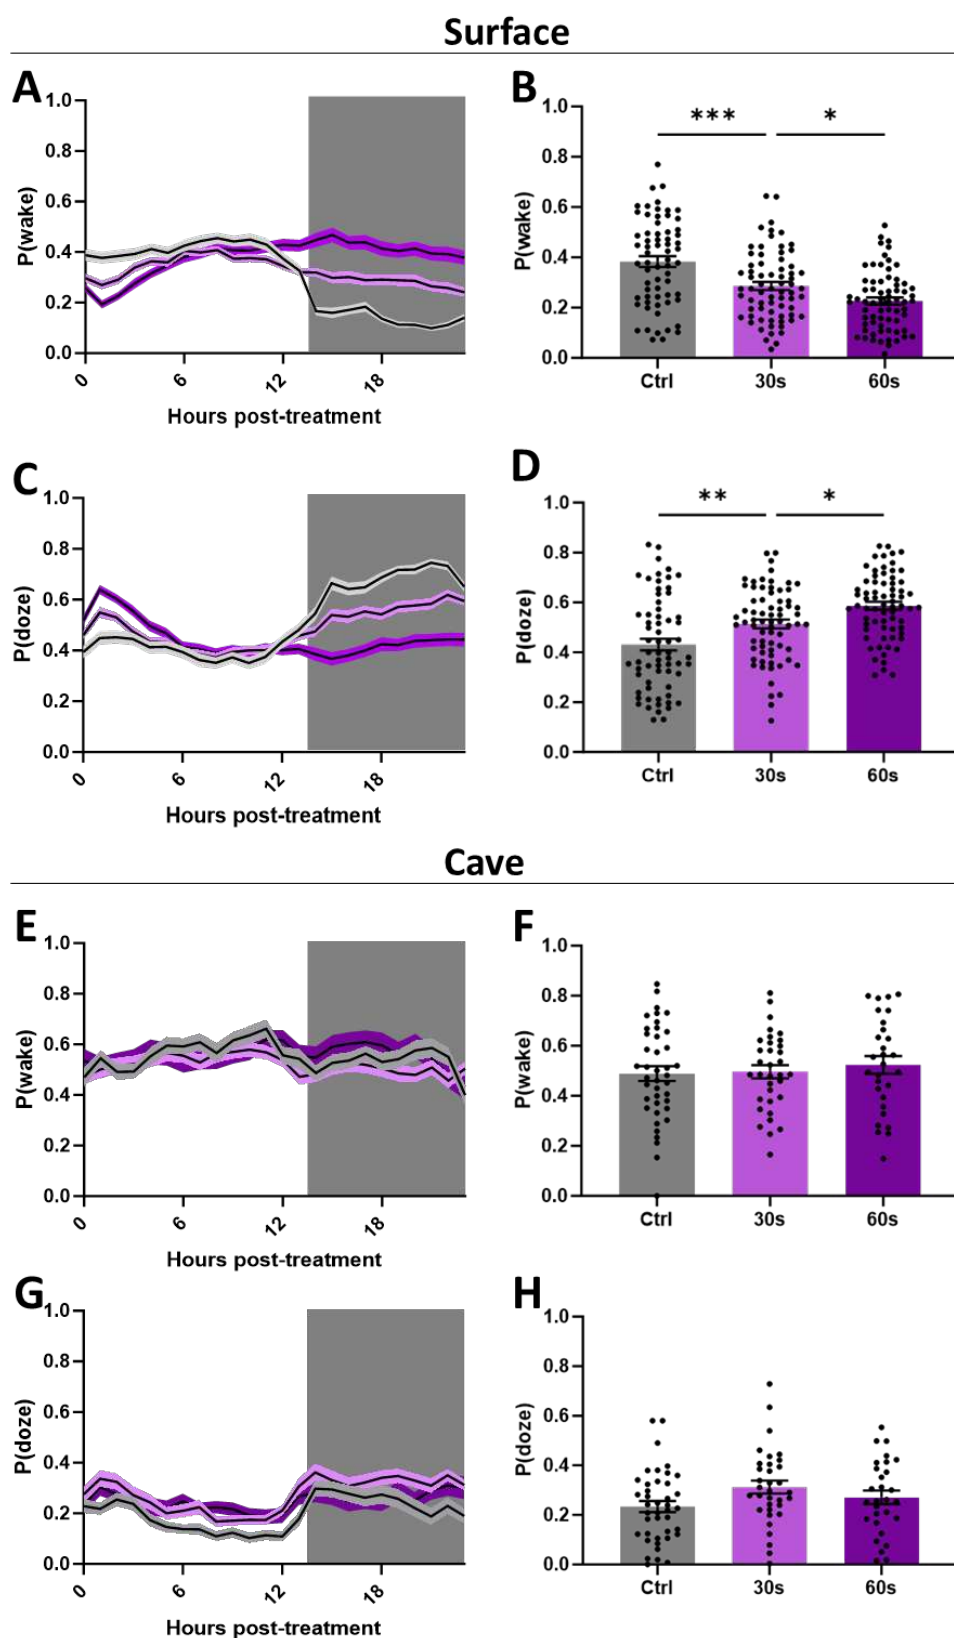 Surface
A
1.0
0.8
0.6
0.4
0.2
0.0
P(wake)
0
6
12
18
Hours post-treatment
B
1.0
0.8
0.6
0.4
0.2
0.0
P(wake)
*** *
Ctrl 30s 60s
C
1.0
0.8
0.6
0.4
0.2
0.0
P(doze)
0
6
12
18
Hours post-treatment
D
1.0
0.8
0.6
0.4
0.2
0.0
P(doze)
** *
Ctrl 30s 60s
Cave
E
1.0
0.8
0.6
0.4
0.2
0.0
P(wake)
0
6
12
18
Hours post-treatment
F
1.0
0.8
0.6
0.4
0.2
0.0
P(wake)
Ctrl 30s 60s
G
1.0
0.8
0.6
0.4
0.2
0.0
P(doze)
0
6
12
18
Hours post-treatment
H
1.0
0.8
0.6
0.4
0.2
0.0
P(doze)
Ctrl 30s 60s